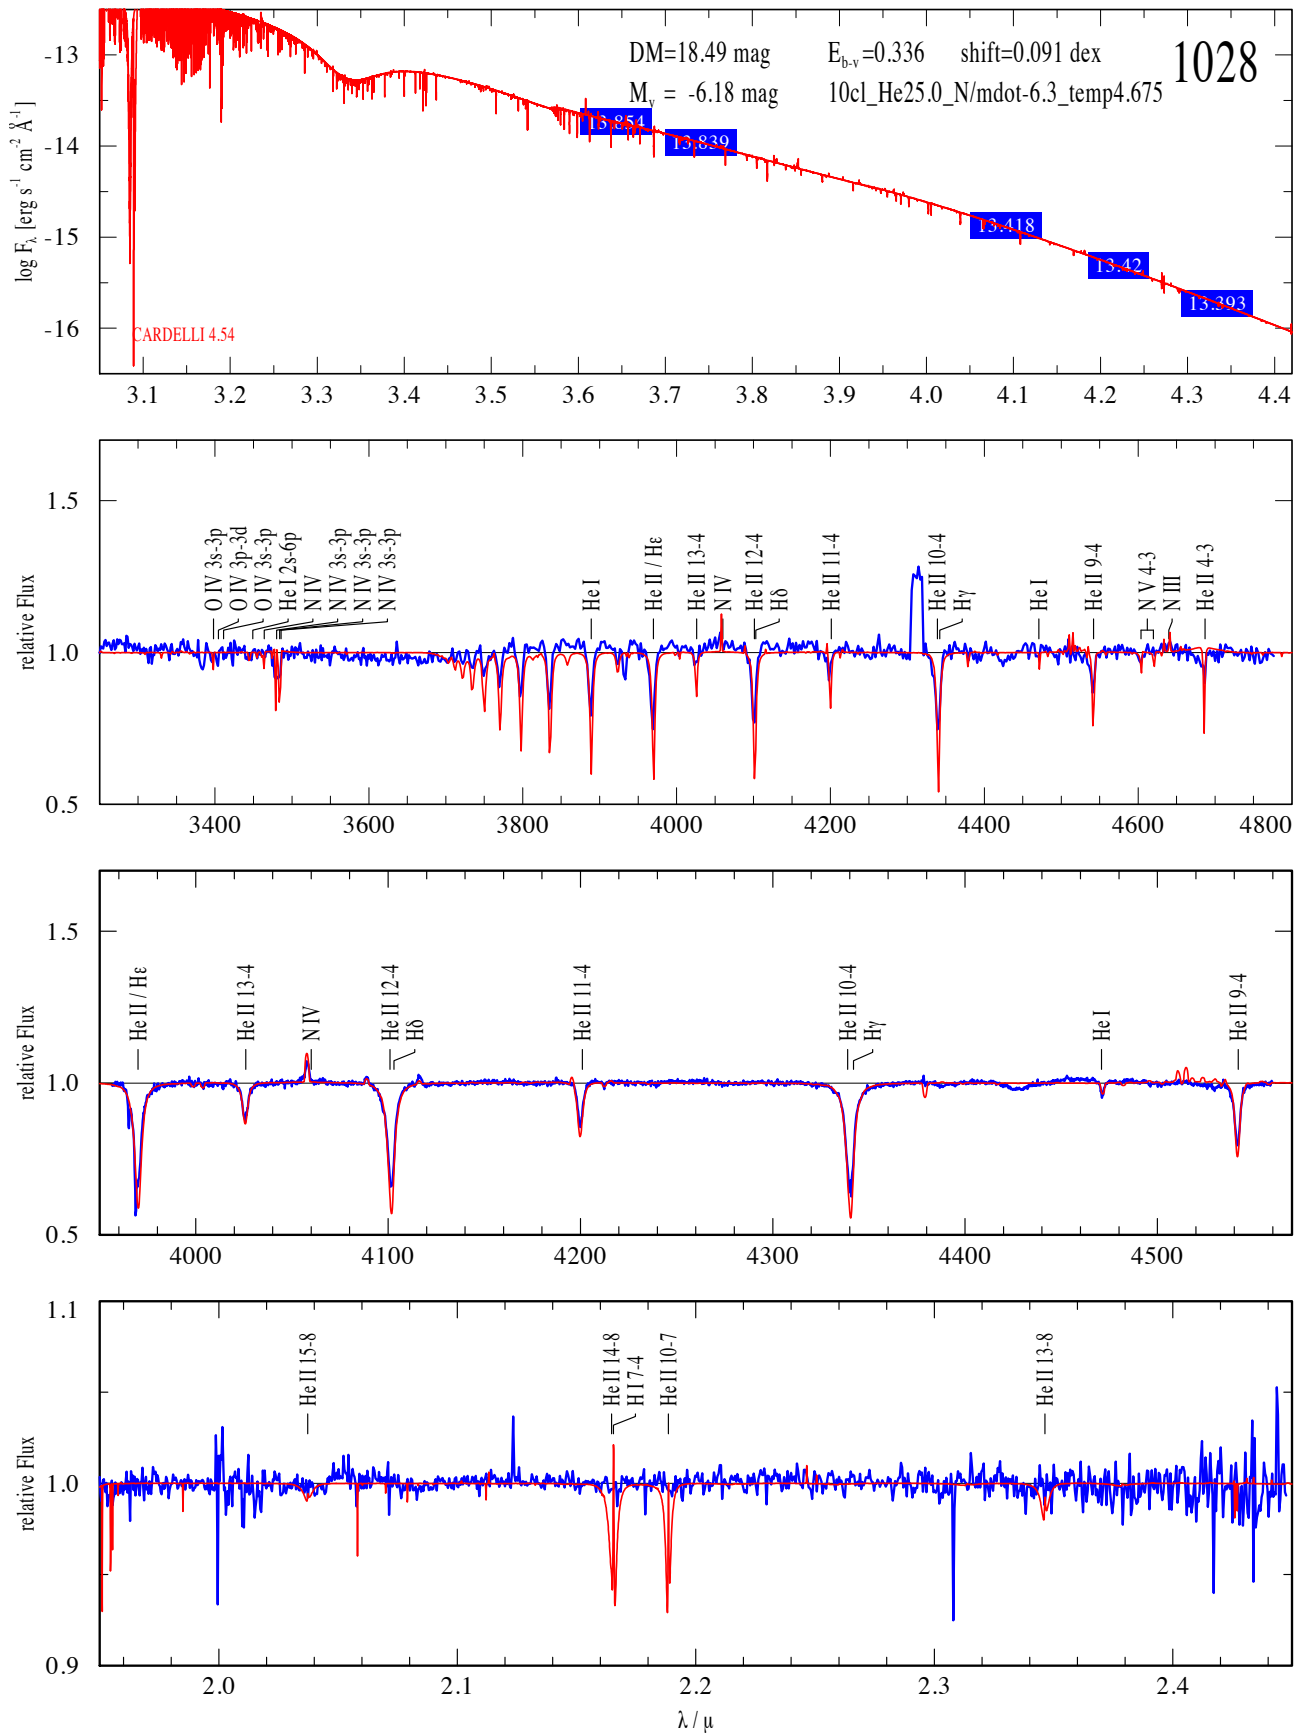 1028
DM=18.49 mag E_b-v=0.336 shift=0.091 dex
M_v = -6.18 mag 10cl_He25.0_N/mdot-6.3_temp4.675
log F_λ [erg s⁻¹ cm⁻² Å⁻¹]
-13
-14
-15
-16
13.854
13.839
13.418
13.42
13.393
CARDELLI 4.54
3.1 3.2 3.3 3.4 3.5 3.6 3.7 3.8 3.9 4.0 4.1 4.2 4.3 4.4
relative Flux
1.5
1.0
0.5
O IV 3s-3p
O IV 3p-3d
O IV 3s-3p
He I 2s-6p
N IV
N IV 3s-3p
N IV 3s-3p
N IV 3s-3p
He I
He II / Hε
He II 13-4
N IV
He II 12-4
Hδ
He II 11-4
He II 10-4
Hγ
He I
He II 9-4
N V 4-3
N III
He II 4-3
3400 3600 3800 4000 4200 4400 4600 4800
relative Flux
1.5
1.0
0.5
He II / Hε
He II 13-4
N IV
He II 12-4
Hδ
He II 11-4
He II 10-4
Hγ
He I
He II 9-4
4000 4100 4200 4300 4400 4500
relative Flux
1.1
1.0
0.9
He II 15-8
He II 14-8
H I 7-4
He II 10-7
He II 13-8
2.0 2.1 2.2 2.3 2.4
λ / μ